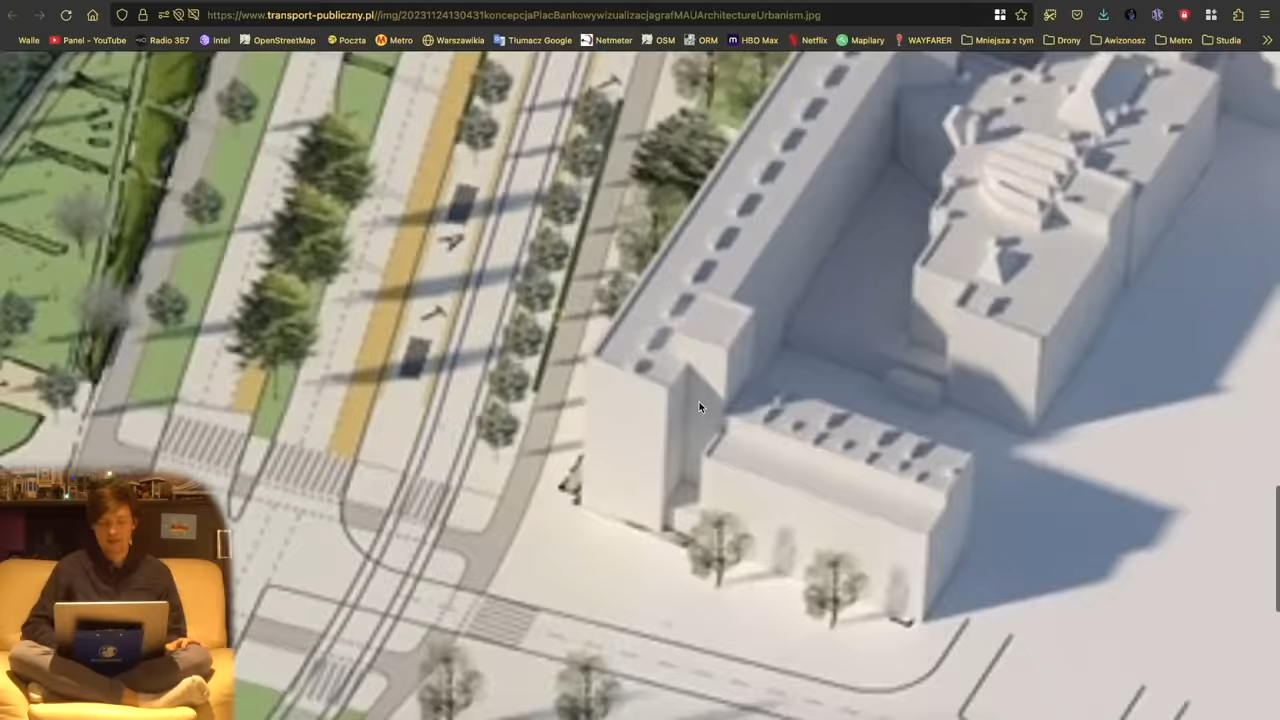 https://www.transport-publiczny.pl//img/20231124130431koncepcjaPlacBankowywizualizacjagrafMAUArchitectureUrbanism.jpg
Walle Panel - YouTube Radio 357 Intel OpenStreetMap Poczta Metro Warszawikia Tłumacz Google Netmeter OSM ORM HBO Max Netflix Mapilary WAYFARER Mniejsza z tym Drony Awizonosz Metro Studia